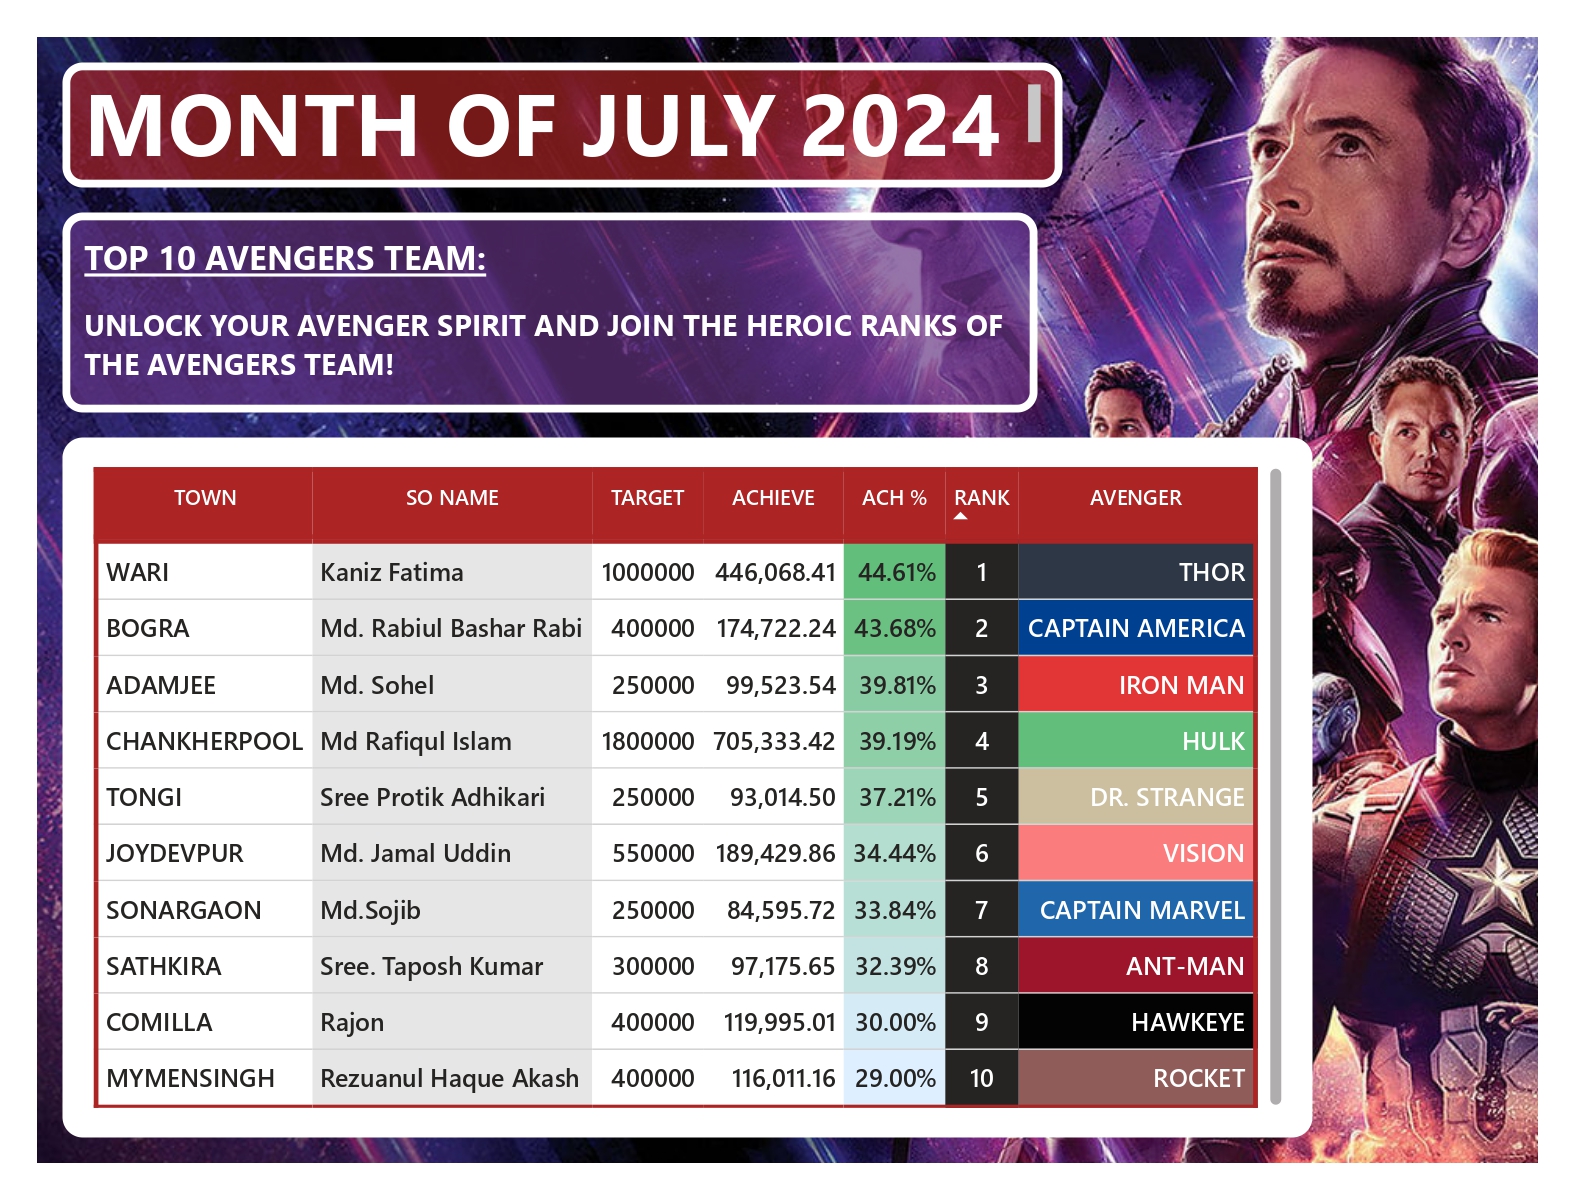 MONTH OF JULY 2024
TOP 10 AVENGERS TEAM:
UNLOCK YOUR AVENGER SPIRIT AND JOIN THE HEROIC RANKS OF
THE AVENGERS TEAM!
TOWN SO NAME TARGET ACHIEVE ACH % RANK AVENGER
WARI Kaniz Fatima 1000000 446,068.41 44.61% 1 THOR
BOGRA Md. Rabiul Bashar Rabi 400000 174,722.24 43.68% 2 CAPTAIN AMERICA
ADAMJEE Md. Sohel 250000 99,523.54 39.81% 3 IRON MAN
CHANKHERPOOL Md Rafiqul Islam 1800000 705,333.42 39.19% 4 HULK
TONGI Sree Protik Adhikari 250000 93,014.50 37.21% 5 DR. STRANGE
JOYDEVPUR Md. Jamal Uddin 550000 189,429.86 34.44% 6 VISION
SONARGAON Md.Sojib 250000 84,595.72 33.84% 7 CAPTAIN MARVEL
SATHKIRA Sree. Taposh Kumar 300000 97,175.65 32.39% 8 ANT-MAN
COMILLA Rajon 400000 119,995.01 30.00% 9 HAWKEYE
MYMENSINGH Rezuanul Haque Akash 400000 116,011.16 29.00% 10 ROCKET